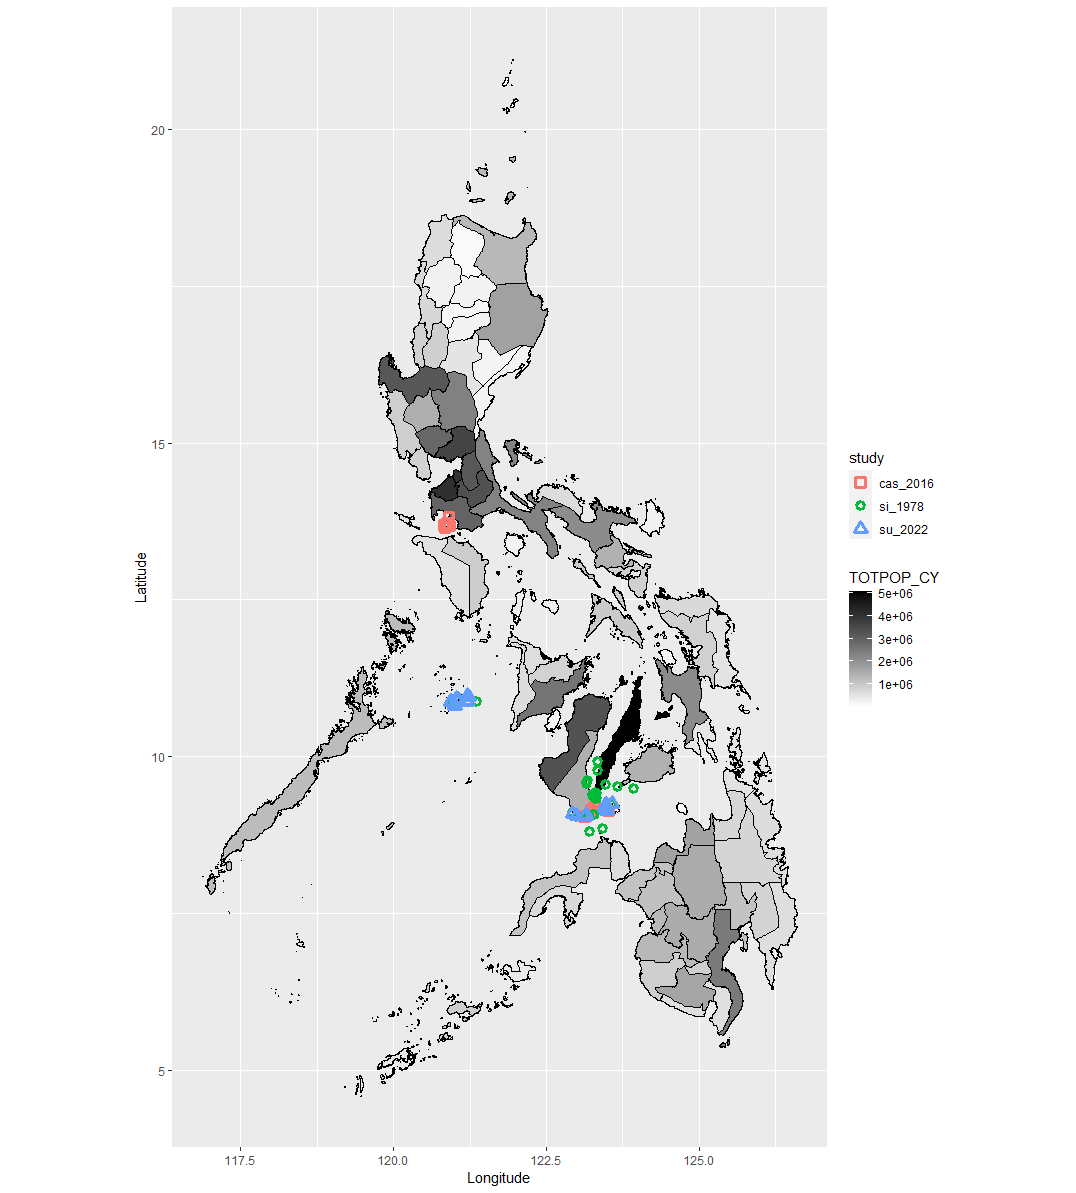 20
15
10
5
Latitude
117.5
120.0
122.5
125.0
Longitude
study
cas_2016
si_1978
su_2022
TOTPOP_CY
5e+06
4e+06
3e+06
2e+06
1e+06